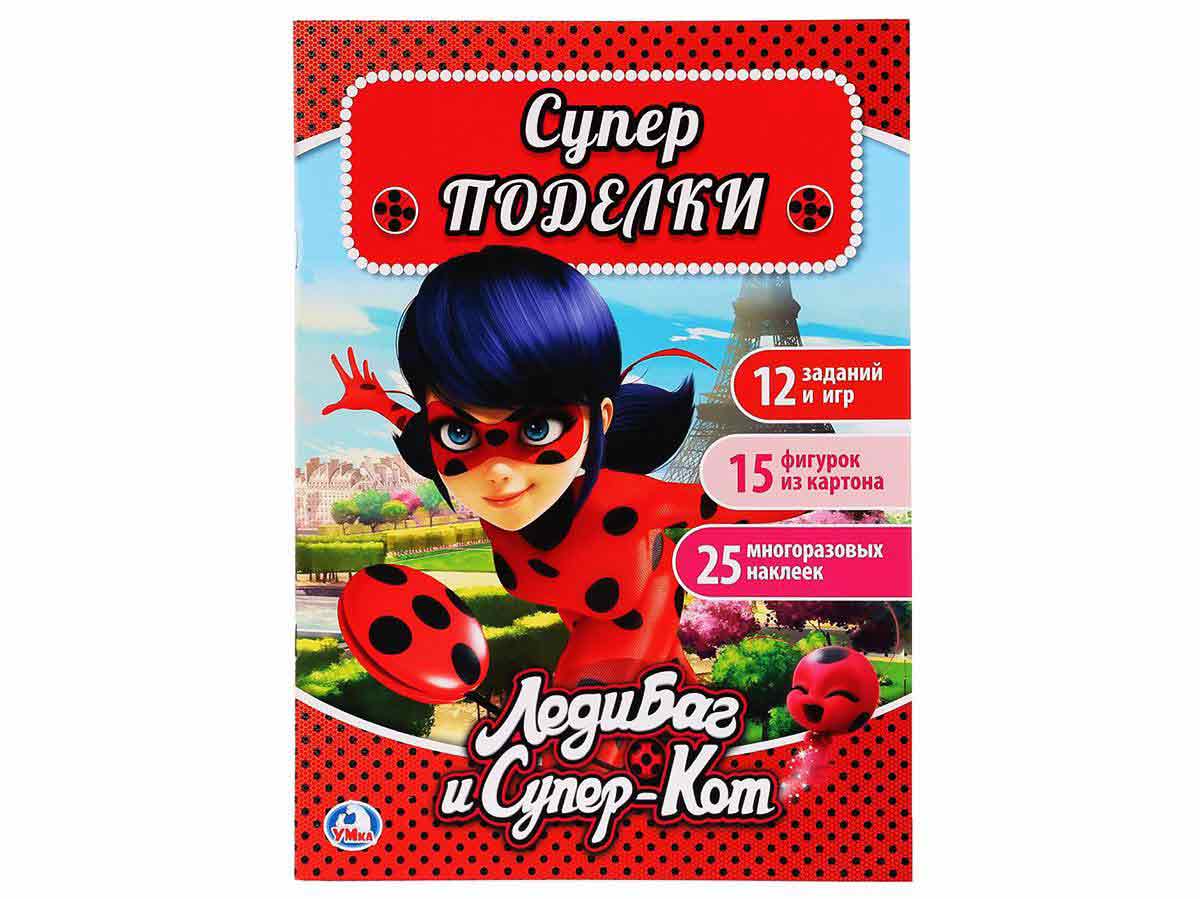 Супер
ПОДЕЛКИ
12 заданий
и игр
15 фигурок
из картона
25 многоразовых
наклеек
ЛедиБаг
и Супер-Кот
УМка